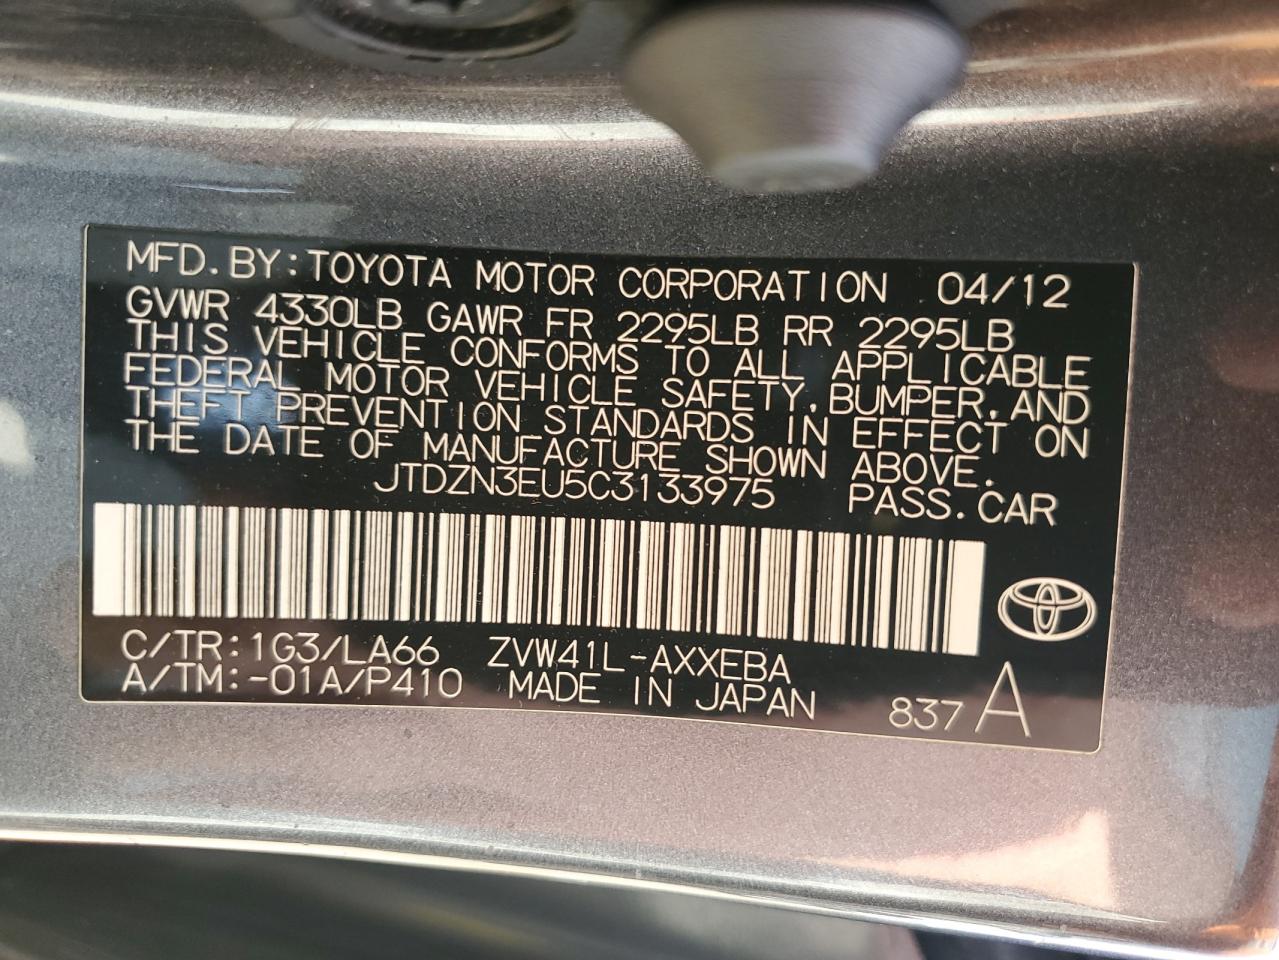 MFD.BY:TOYOTA MOTOR CORPORATION 04/12
GVWR 4330LB GAWR FR 2295LB RR 2295LB
THIS VEHICLE CONFORMS TO ALL APPLICABLE
FEDERAL MOTOR VEHICLE SAFETY,BUMPER,AND
THEFT PREVENTION STANDARDS IN EFFECT ON
THE DATE OF MANUFACTURE SHOWN ABOVE.
JTDZN3EU5C3133975 PASS.CAR
C/TR:1G3/LA66 ZVW41L-AXXEBA
A/TM:-01A/P410 MADE IN JAPAN 837 A